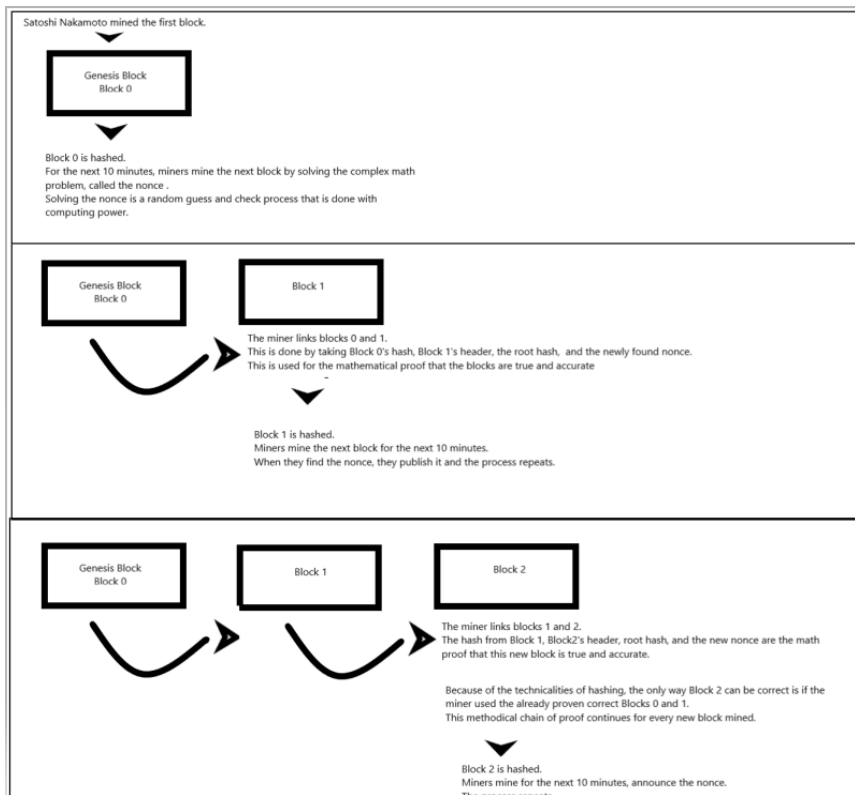 Satoshi Nakamoto mined the first block.
Genesis Block
Block 0
Block 0 is hashed.
For the next 10 minutes, miners mine the next block by solving the complex math
problem, called the nonce .
Solving the nonce is a random guess and check process that is done with
computing power.
Genesis Block
Block 0
Block 1
The miner links blocks 0 and 1.
This is done by taking Block 0's hash, Block 1's header, the root hash,  and the newly found nonce.
This is used for the mathematical proof that the blocks are true and accurate
Block 1 is hashed.
Miners mine the next block for the next 10 minutes.
When they find the nonce, they publish it and the process repeats.
Genesis Block
Block 0
Block 1
Block 2
The miner links blocks 1 and 2.
The hash from Block 1, Block2's header, root hash, and the new nonce are the math
proof that this new block is true and accurate.
Because of the technicalities of hashing, the only way Block 2 can be correct is if the
miner used the already proven correct Blocks 0 and 1.
This methodical chain of proof continues for every new block mined.
Block 2 is hashed.
Miners mine for the next 10 minutes, announce the nonce.
The process repeats